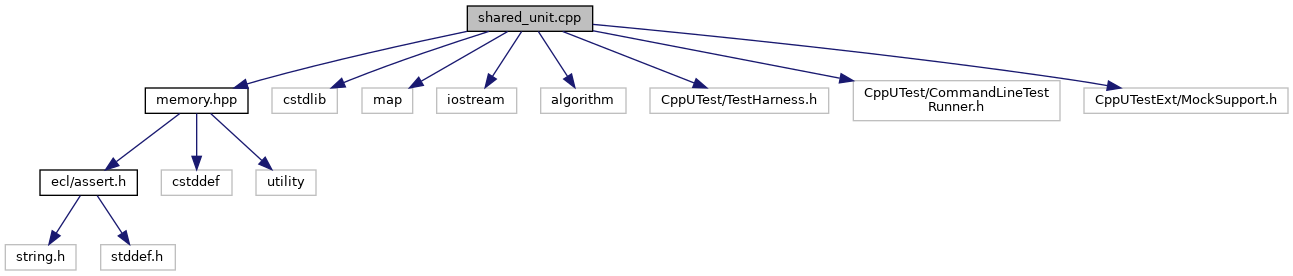 shared_unit.cpp
memory.hpp
cstdlib
map
iostream
algorithm
CppUTest/TestHarness.h
CppUTest/CommandLineTest
Runner.h
CppUTestExt/MockSupport.h
ecl/assert.h
cstddef
utility
string.h
stddef.h